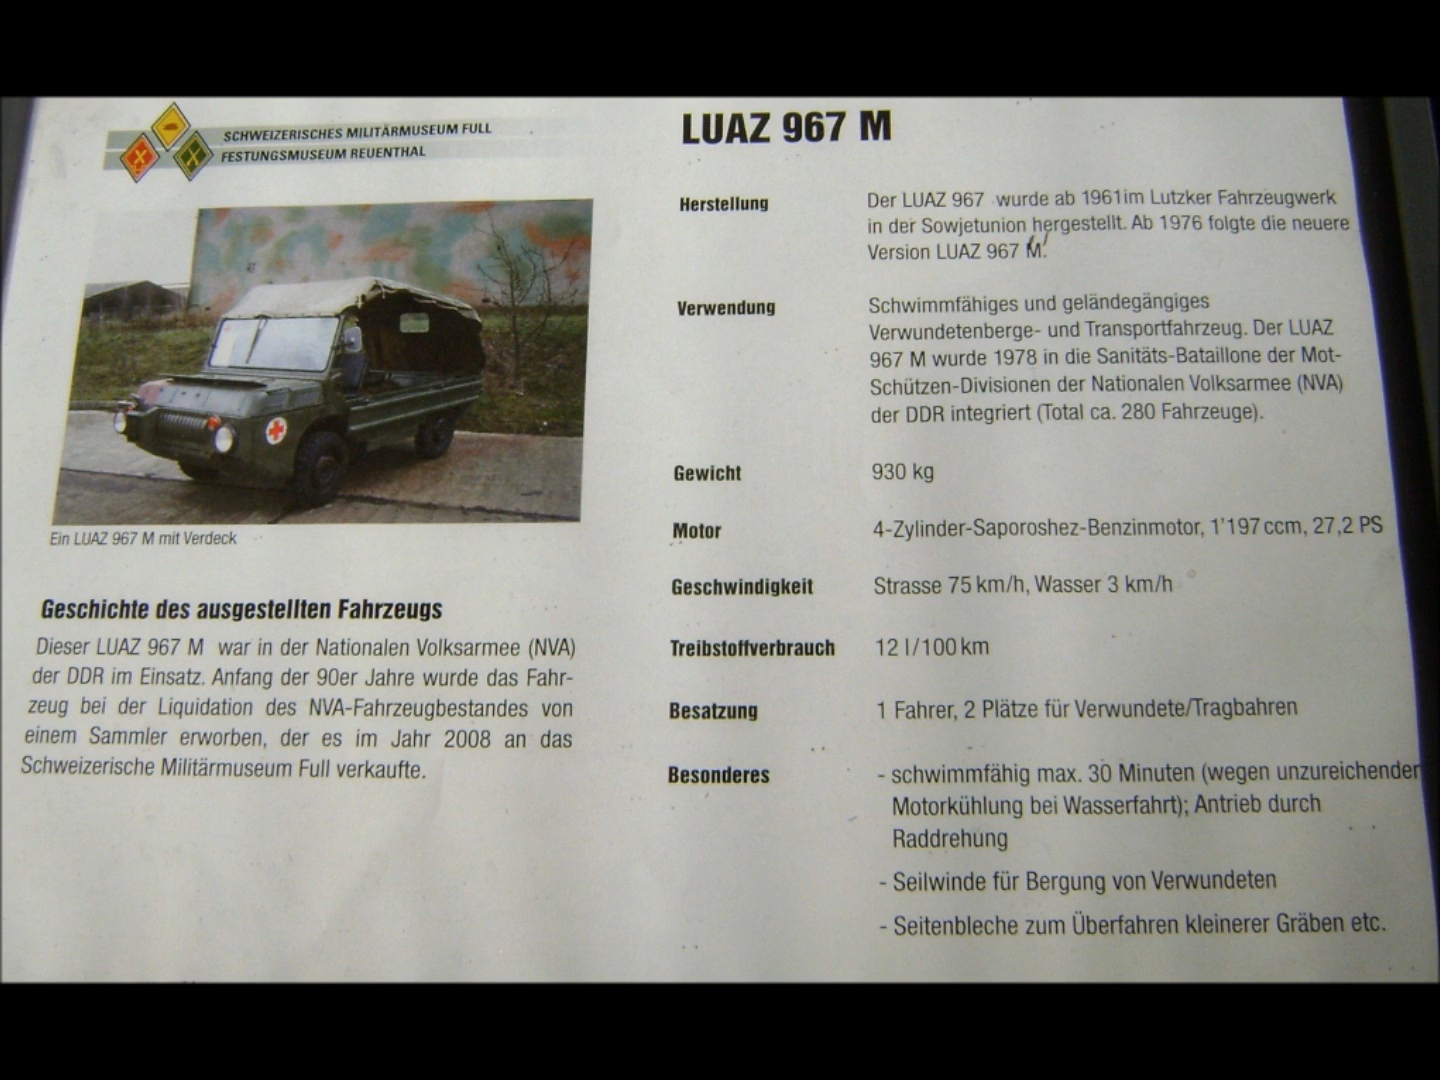 SCHWEIZERISCHES MILITÄRMUSEUM FULL
FESTUNGSMUSEUM REUENTHAL
Ein LUAZ 967 M mit Verdeck
Geschichte des ausgestellten Fahrzeugs
Dieser LUAZ 967 M war in der Nationalen Volksarmee (NVA)
der DDR im Einsatz. Anfang der 90er Jahre wurde das Fahr-
zeug bei der Liquidation des NVA-Fahrzeugbestandes von
einem Sammler erworben, der es im Jahr 2008 an das
Schweizerische Militärmuseum Full verkaufte.
LUAZ 967 M
Herstellung
Der LUAZ 967 wurde ab 1961im Lutzker Fahrzeugwerk
in der Sowjetunion hergestellt. Ab 1976 folgte die neuere
Version LUAZ 967 M.
Verwendung
Schwimmfähiges und geländegängiges
Verwundetenberge- und Transportfahrzeug. Der LUAZ
967 M wurde 1978 in die Sanitäts-Bataillone der Mot-
Schützen-Divisionen der Nationalen Volksarmee (NVA)
der DDR integriert (Total ca. 280 Fahrzeuge).
Gewicht
930 kg
Motor
4-Zylinder-Saporoshez-Benzinmotor, 1'197 ccm, 27,2 PS
Geschwindigkeit
Strasse 75 km/h, Wasser 3 km/h
Treibstoffverbrauch
12 l/100 km
Besatzung
1 Fahrer, 2 Plätze für Verwundete/Tragbahren
Besonderes
- schwimmfähig max. 30 Minuten (wegen unzureichender
Motorkühlung bei Wasserfahrt); Antrieb durch
Raddrehung
- Seilwinde für Bergung von Verwundeten
- Seitenbleche zum Überfahren kleinerer Gräben etc.